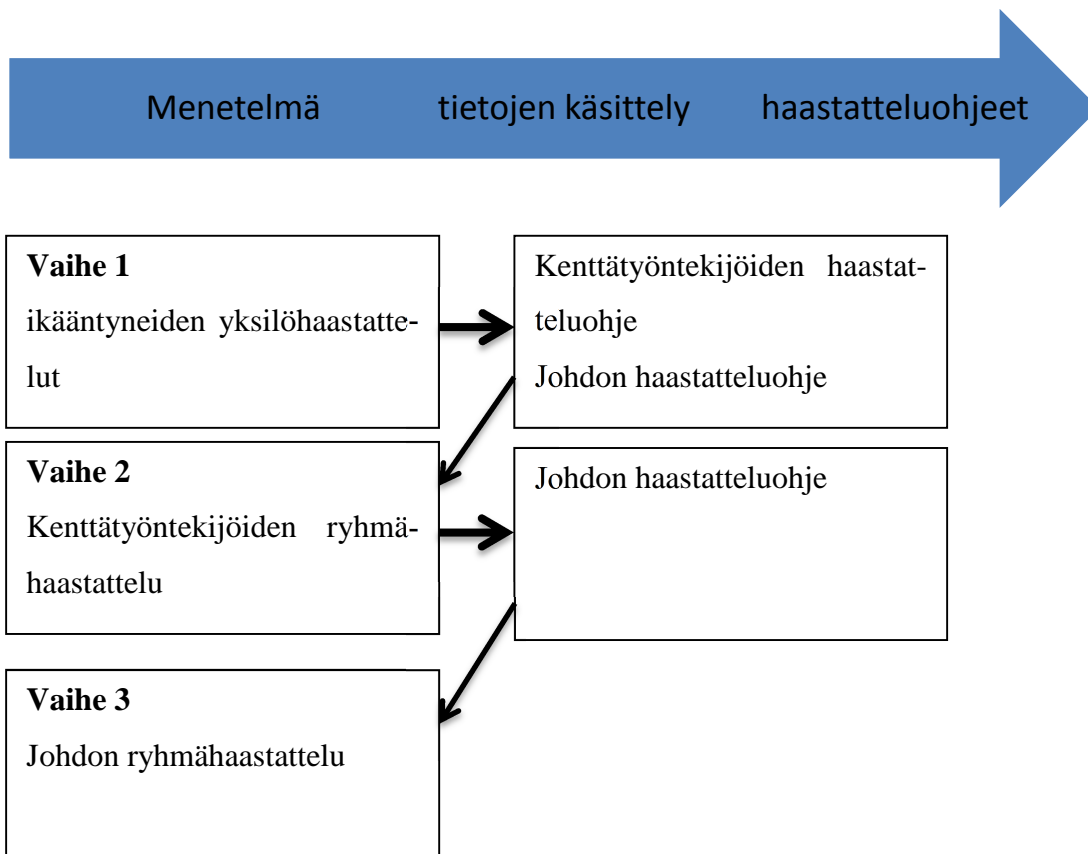 Menetelmä tietojen käsittely haastatteluohjeet
Vaihe 1
ikääntyneiden yksilöhaastatte-
lut
Kenttätyöntekijöiden haastat-
teluohje
Johdon haastatteluohje
Vaihe 2
Kenttätyöntekijöiden ryhmä-
haastattelu
Johdon haastatteluohje
Vaihe 3
Johdon ryhmähaastattelu